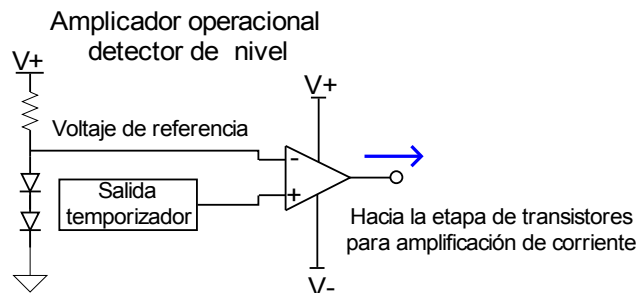 Amplicador operacional
detector de nivel
V+
V+
Voltaje de referencia
-
+
Salida
temporizador
Hacia la etapa de transistores
para amplificación de corriente
V-